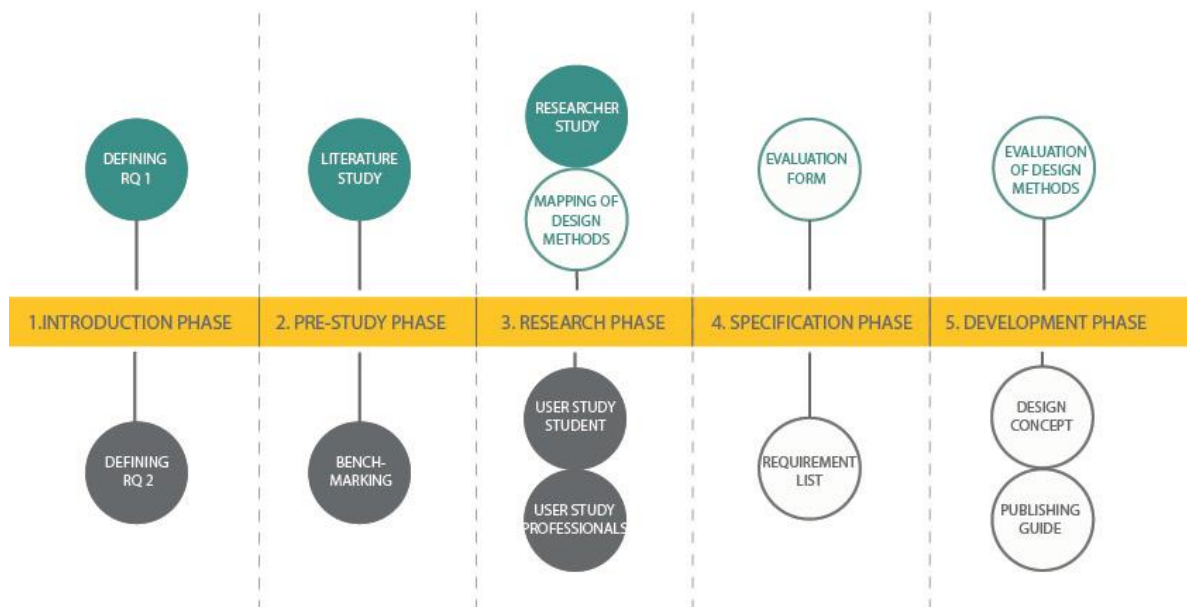 RESEARCHER
STUDY
DEFINING
RQ 1
LITERATURE
STUDY
MAPPING OF
DESIGN
METHODS
EVALUATION
FORM
EVALUATION
OF DESIGN
METHODS
1.INTRODUCTION PHASE
2. PRE-STUDY PHASE
3. RESEARCH PHASE
4. SPECIFICATION PHASE
5. DEVELOPMENT PHASE
DEFINING
RQ 2
BENCH-
MARKING
USER STUDY
STUDENT
USER STUDY
PROFESSIONALS
REQUIREMENT
LIST
DESIGN
CONCEPT
PUBLISHING
GUIDE